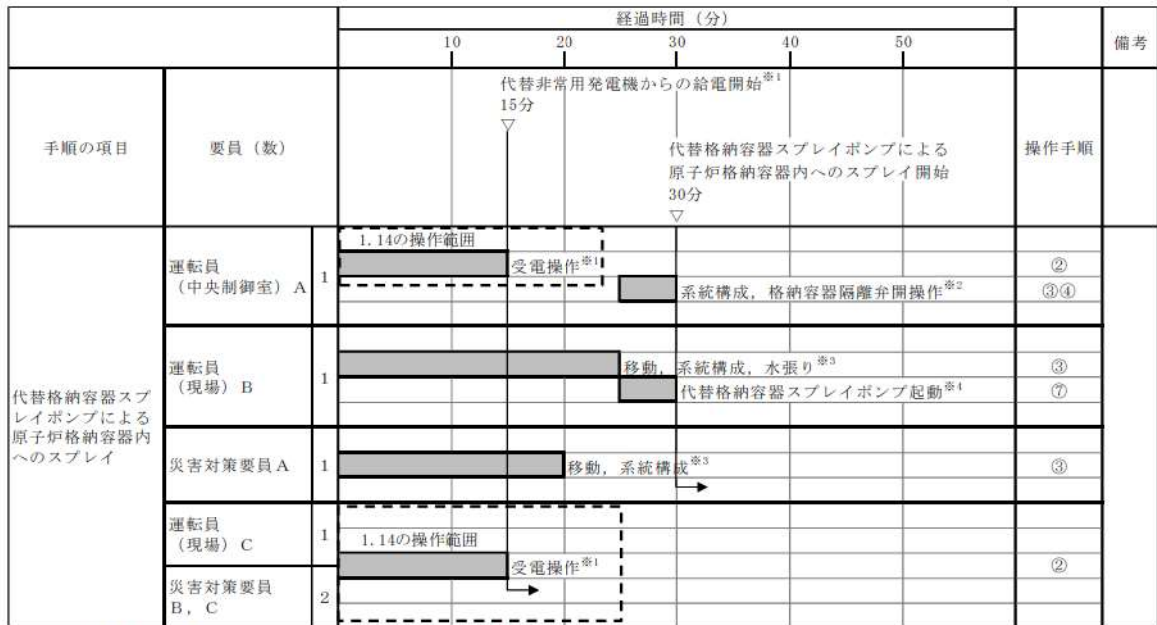 経過時間（分）
10 20 30 40 50
備考
手順の項目
要員（数）
操作手順
代替非常用発電機からの給電開始※1
15分
▽
代替格納容器スプレイポンプによる
原子炉格納容器内へのスプレイ開始
30分
▽
代替格納容器スプ
レイポンプによる
原子炉格納容器内
へのスプレイ
運転員
（中央制御室）A
1
1.14の操作範囲
受電操作※1
②
系統構成，格納容器隔離弁開操作※2
③④
運転員
（現場）B
1
移動，系統構成，水張り※3
③
代替格納容器スプレイポンプ起動※4
⑦
災害対策要員A
1
移動，系統構成※3
③
運転員
（現場）C
1
1.14の操作範囲
受電操作※1
②
災害対策要員
B，C
2